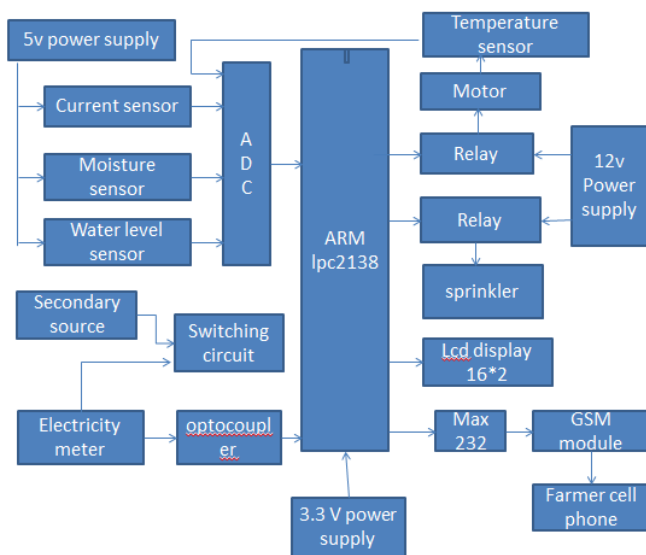 5v power supply
Current sensor
Moisture
sensor
Water level
sensor
A
D
C
Secondary
source
Switching
circuit
Electricity
meter
optocoupl
er
ARM
lpc2138
3.3 V power
supply
Temperature
sensor
Motor
Relay
Relay
12v
Power
supply
sprinkler
Lcd display
16*2
Max
232
GSM
module
Farmer cell
phone